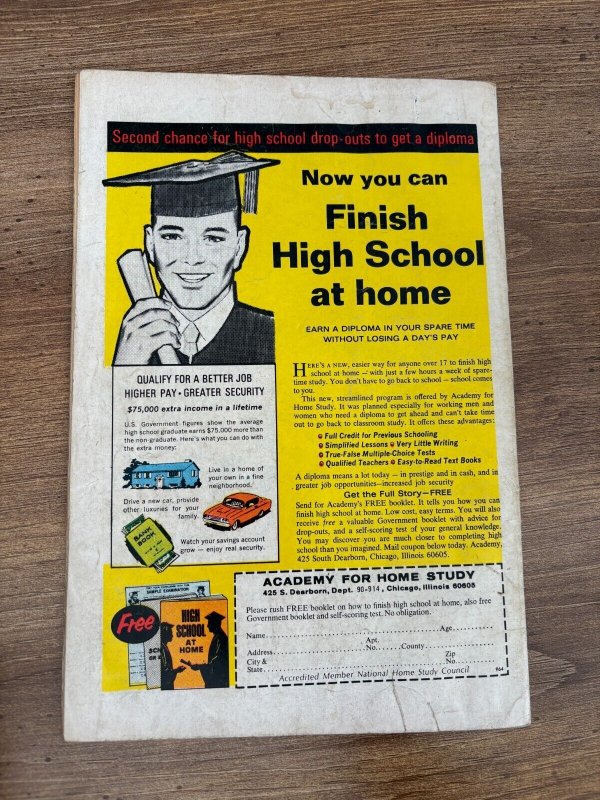 Second chance for high school drop-outs to get a diploma
Now you can
Finish
High School
at home
EARN A DIPLOMA IN YOUR SPARE TIME
WITHOUT LOSING A DAY'S PAY
QUALIFY FOR A BETTER JOB
HIGHER PAY • GREATER SECURITY
$75,000 extra income in a lifetime
U.S. Government figures show the average
high school graduate earns $75,000 more than
the non-graduate. Here's what you can do with
the extra money:
Live in a home of
your own in a fine
neighborhood.
Drive a new car, provide
other luxuries for your
family.
BANK
BOOK
Watch your savings account
grow — enjoy real security.
HERE'S A NEW, easier way for anyone over 17 to finish high
school at home — with just a few hours a week of spare-
time study. You don't have to go back to school — school comes
to you.
This new, streamlined program is offered by Academy for
Home Study. It was planned especially for working men and
women who need a diploma to get ahead and can't take time
out to go back to classroom study. It offers these advantages:
• Full Credit for Previous Schooling
• Simplified Lessons • Very Little Writing
• True-False Multiple-Choice Tests
• Qualified Teachers • Easy-to-Read Text Books
A diploma means a lot today — in prestige and in cash, and in
greater job opportunities—increased job security
Get the Full Story—FREE
Send for Academy's FREE booklet. It tells you how you can
finish high school at home. Low cost, easy terms. You will also
receive free a valuable Government booklet with advice for
drop-outs, and a self-scoring test of your general knowledge.
You may discover you are much closer to completing high
school than you imagined. Mail coupon below today. Academy,
425 South Dearborn, Chicago, Illinois 60605.
SAMPLE EXAMINATION
Free
HIGH
SCHOOL
AT
HOME
ACADEMY FOR HOME STUDY
425 S. Dearborn, Dept. 90-914, Chicago, Illinois 60605
Please rush FREE booklet on how to finish high school at home, also free
Government booklet and self-scoring test. No obligation.
Name Age
Address Apt. No. County
City & State Zip No.
Accredited Member National Home Study Council 964